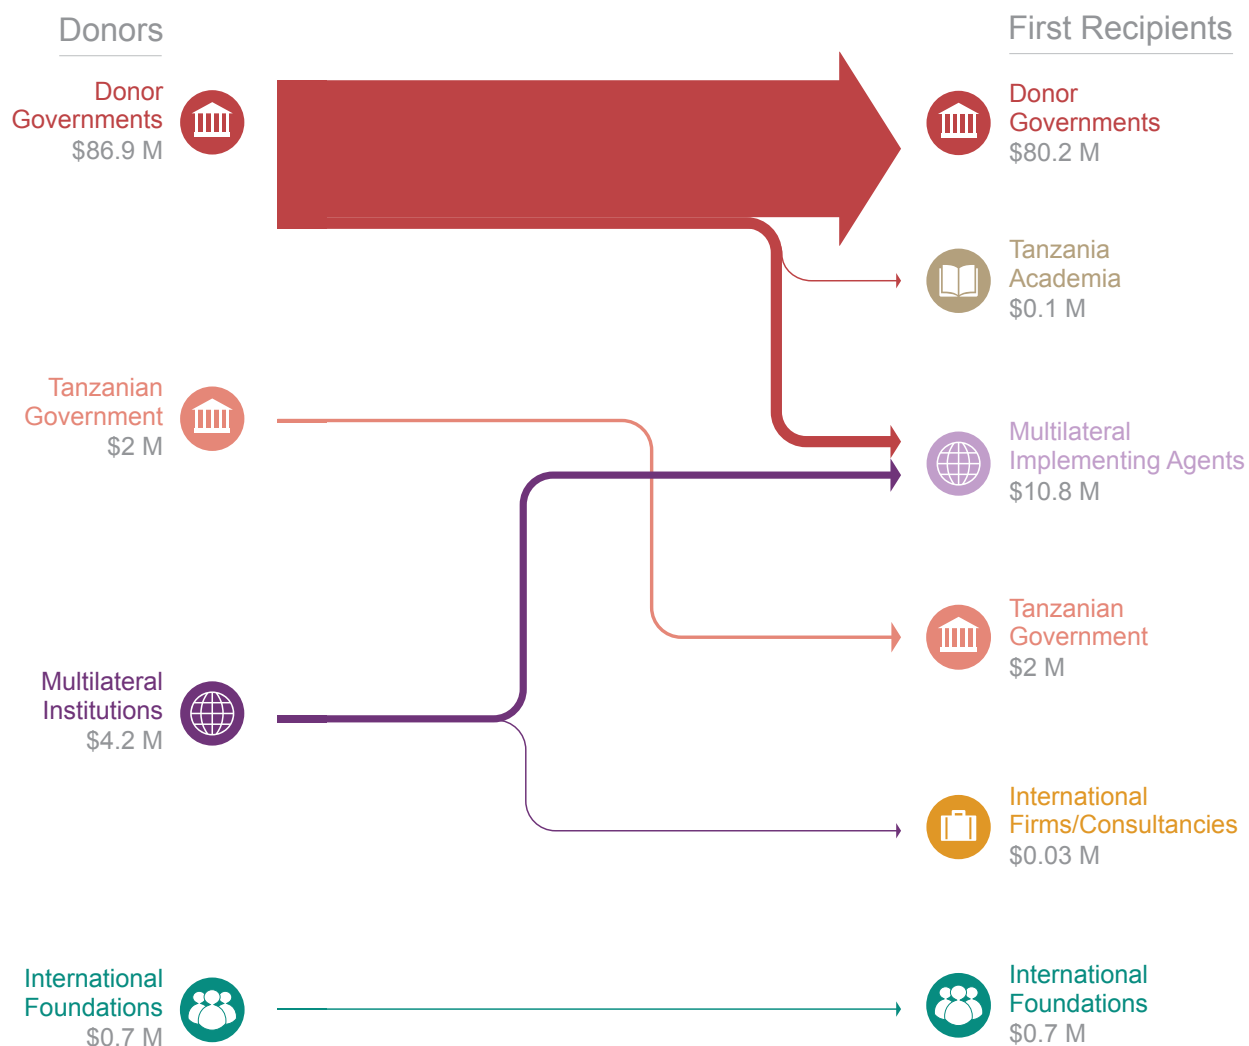 Donors
First Recipients
Donor
Governments
$86.9 M
Donor
Governments
$80.2 M
Tanzania
Academia
$0.1 M
Tanzanian
Government
$2 M
Multilateral
Implementing Agents
$10.8 M
Tanzanian
Government
$2 M
Multilateral
Institutions
$4.2 M
International
Firms/Consultancies
$0.03 M
International
Foundations
$0.7 M
International
Foundations
$0.7 M